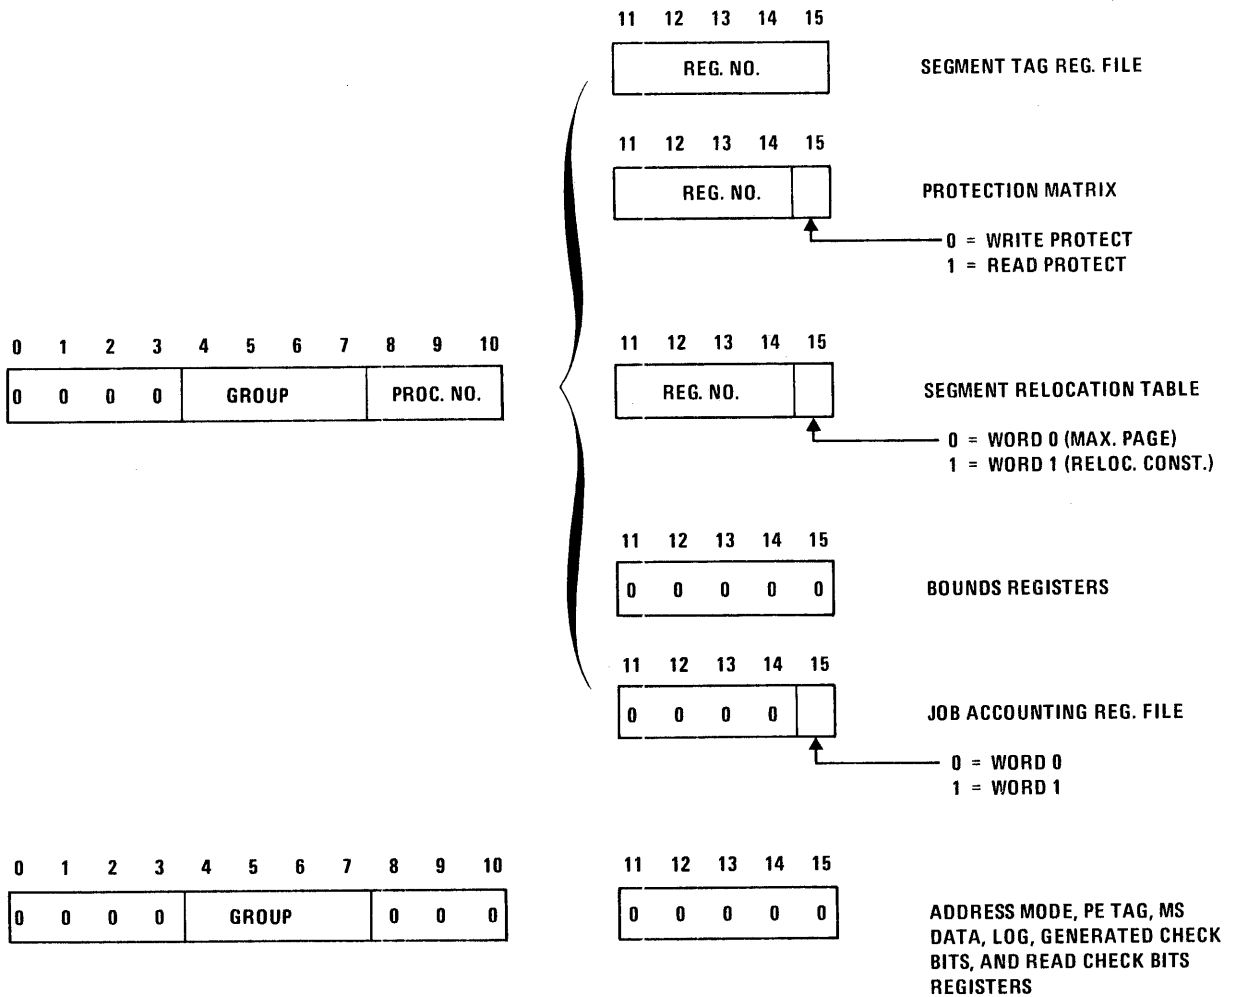 11 12 13 14 15
REG. NO.
SEGMENT TAG REG. FILE
11 12 13 14 15
REG. NO.
PROTECTION MATRIX
0 = WRITE PROTECT
1 = READ PROTECT
0 1 2 3 4 5 6 7 8 9 10
0 0 0 0 GROUP PROC. NO.
11 12 13 14 15
REG. NO.
SEGMENT RELOCATION TABLE
0 = WORD 0 (MAX. PAGE)
1 = WORD 1 (RELOC. CONST.)
11 12 13 14 15
0 0 0 0 0
BOUNDS REGISTERS
11 12 13 14 15
0 0 0 0
JOB ACCOUNTING REG. FILE
0 = WORD 0
1 = WORD 1
0 1 2 3 4 5 6 7 8 9 10
0 0 0 0 GROUP 0 0 0
11 12 13 14 15
0 0 0 0 0
ADDRESS MODE, PE TAG, MS
DATA, LOG, GENERATED CHECK
BITS, AND READ CHECK BITS
REGISTERS